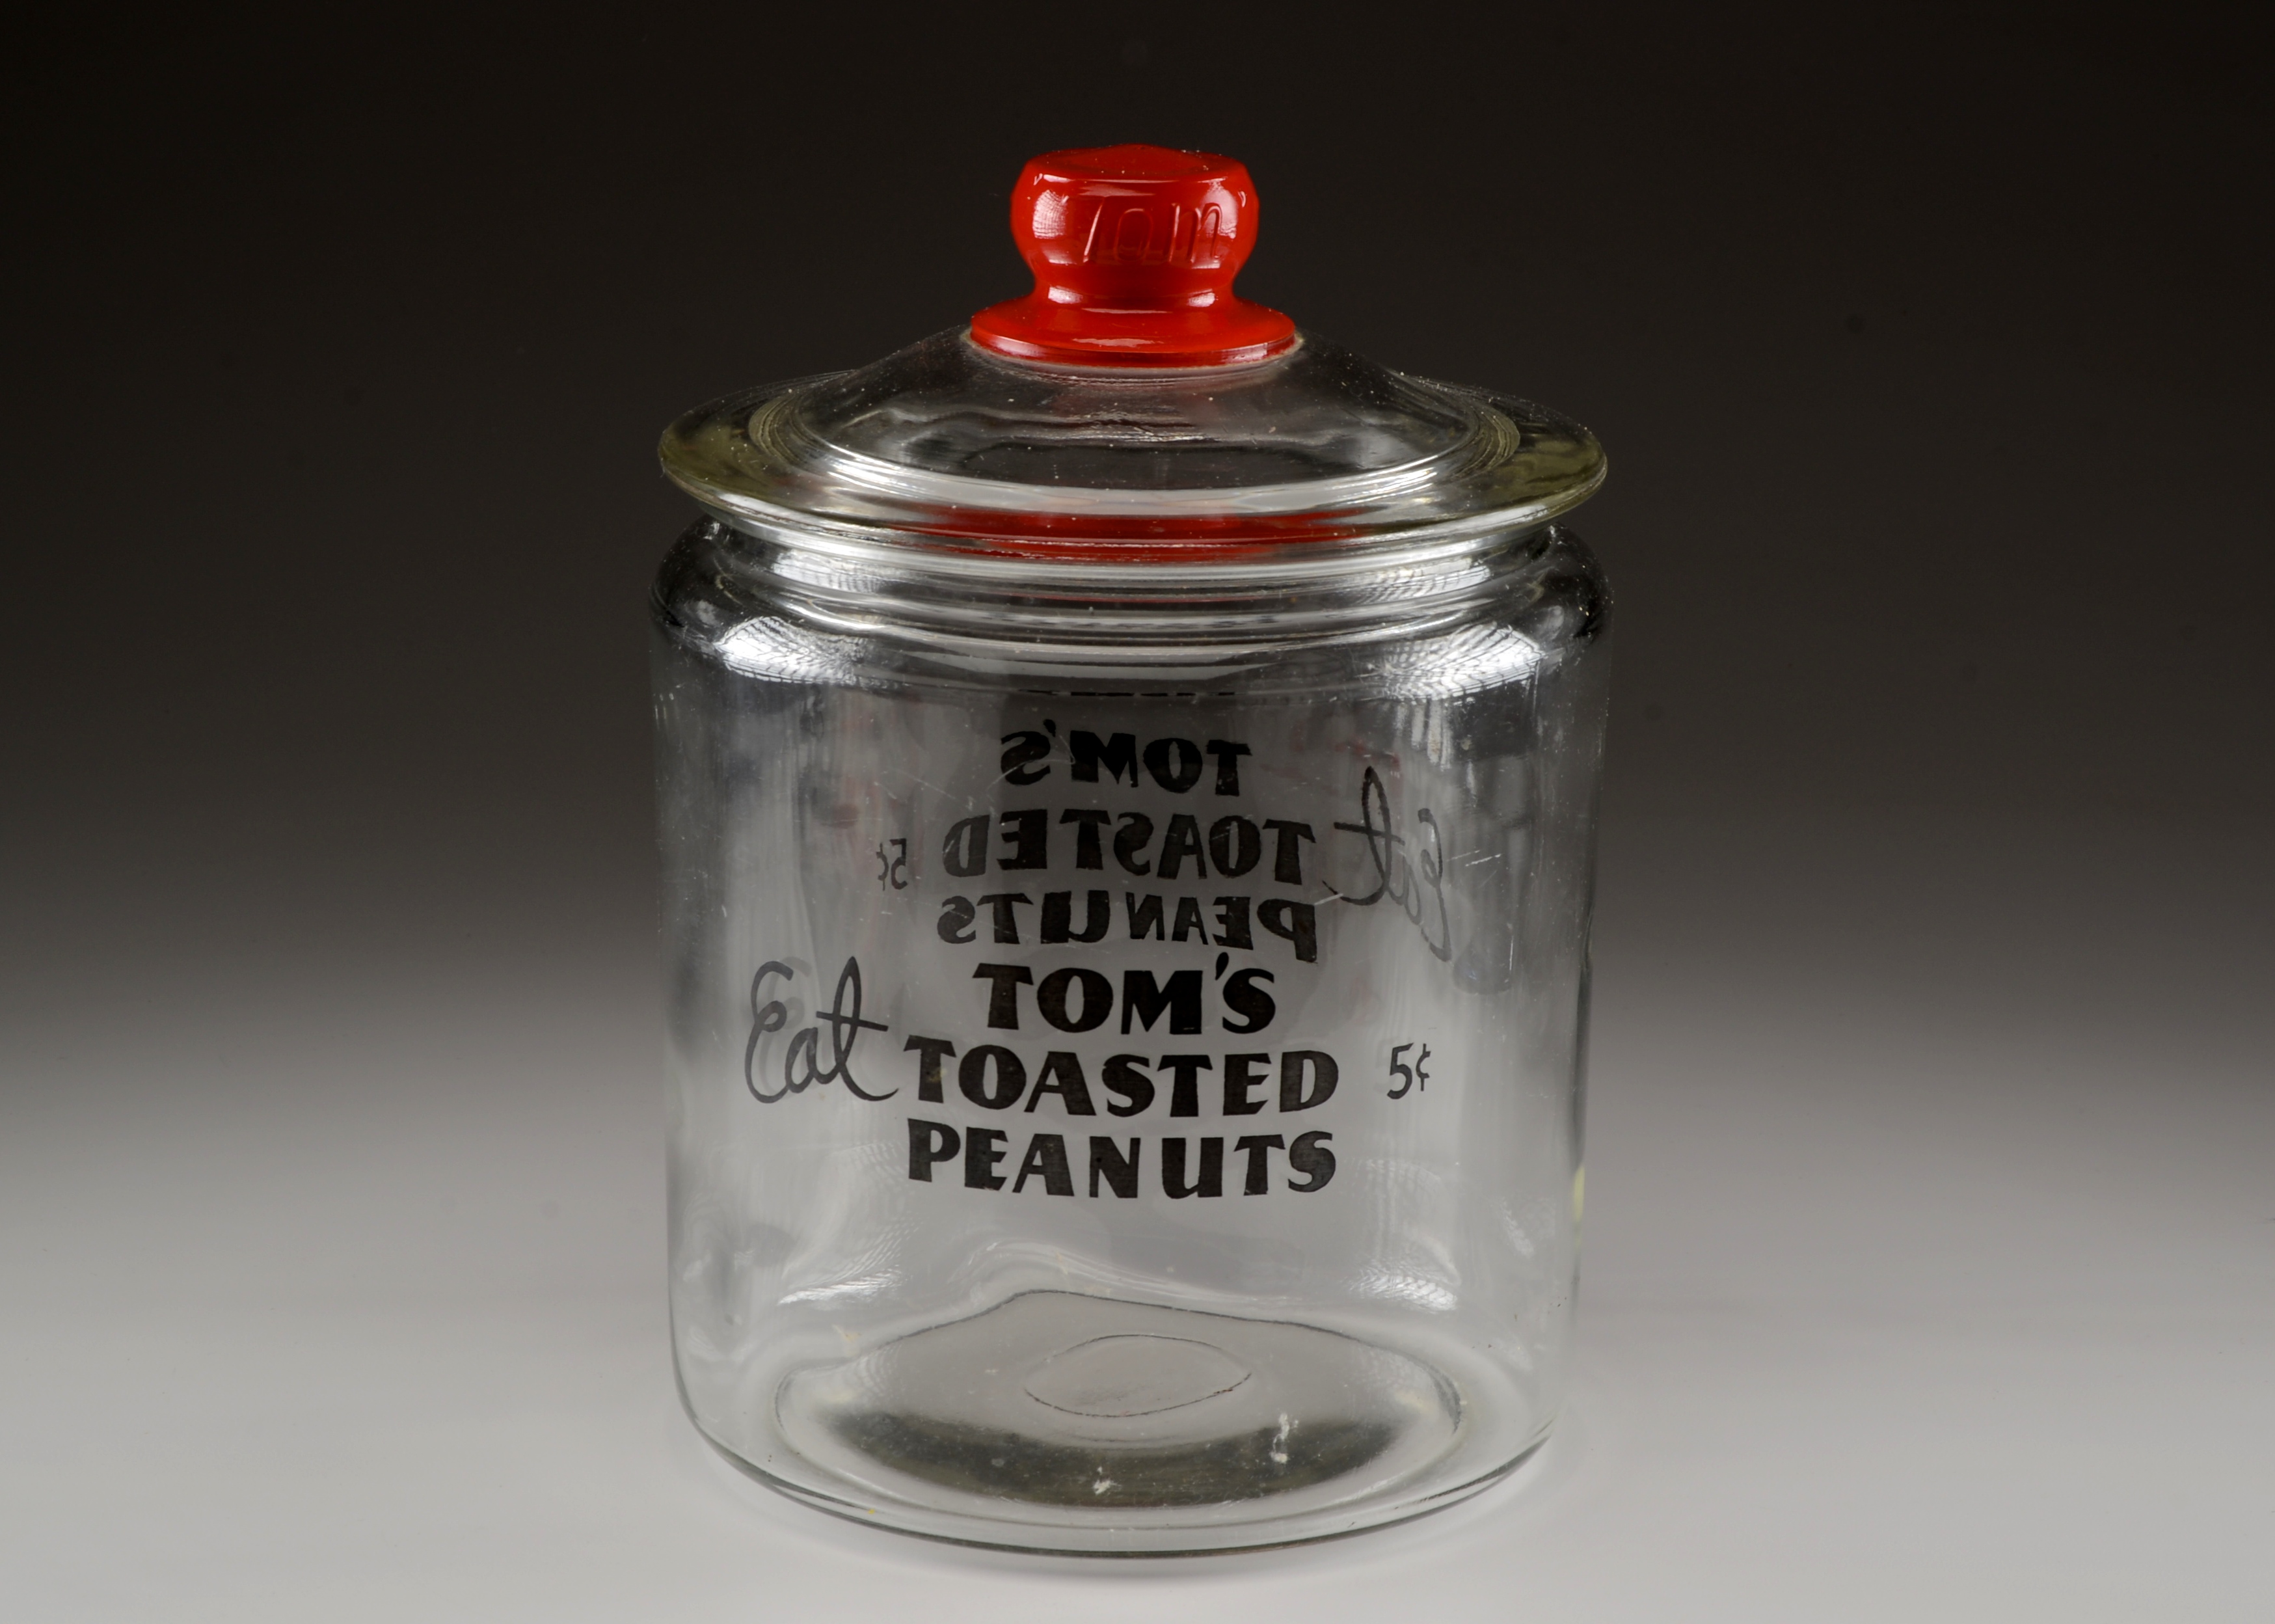 Tom's
TOM'S
TOASTED
PEANUTS
Eat
5¢
TOM'S
Eat TOASTED 5¢
PEANUTS